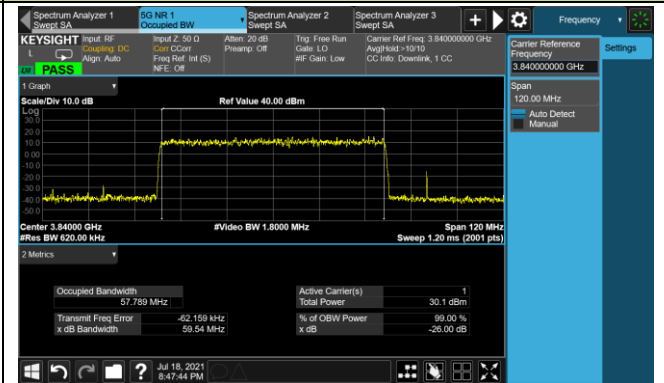 Spectrum Analyzer 1
Swept SA
5G NR 1
Occupied BW
Spectrum Analyzer 2
Swept SA
Spectrum Analyzer 3
Swept SA
+
Frequency
KEYSIGHT
L
PASS
Input: RF
Coupling: DC
Align: Auto
Input Z: 50 Ω
Corr CCorr
Freq Ref: Int (S)
NFE: Off
Atten: 20 dB
Preamp: Off
Trig: Free Run
Gate: LO
#IF Gain: Low
Carrier Ref Freq: 3.840000000 GHz
Avg|Hold:>10/10
CC Info: Downlink, 1 CC
Carrier Reference
Frequency
3.840000000 GHz
Settings
Span
120.00 MHz
Auto Detect
Manual
1 Graph
Scale/Div 10.0 dB
Ref Value 40.00 dBm
Log
30.0
20.0
10.0
0.00
-10.0
-20.0
-30.0
-40.0
-50.0
Center 3.84000 GHz
#Video BW 1.8000 MHz
Span 120 MHz
#Res BW 620.00 kHz
Sweep 1.20 ms (2001 pts)
2 Metrics
Occupied Bandwidth
57.789 MHz
Active Carrier(s)
1
Total Power
30.1 dBm
Transmit Freq Error
-62.159 kHz
% of OBW Power
99.00 %
x dB Bandwidth
59.54 MHz
x dB
-26.00 dB
?
Jul 18, 2021
8:47:44 PM